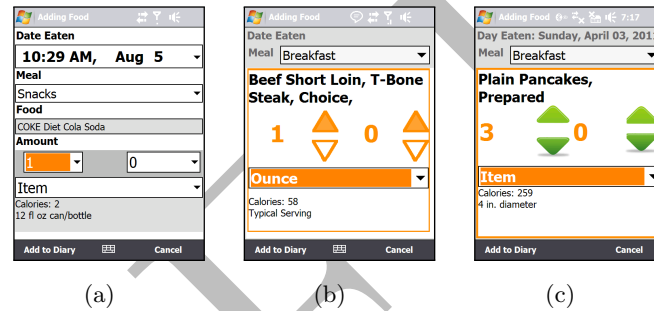 Adding Food
Date Eaten
10:29 AM, Aug 5
Meal
Snacks
Food
COKE Diet Cola Soda
Amount
1 0
Item
Calories: 2
12 fl oz can/bottle
Add to Diary Cancel
(a)
Adding Food
Date Eaten
Meal Breakfast
Beef Short Loin, T-Bone
Steak, Choice,
1 0
Ounce
Calories: 58
Typical Serving
Add to Diary Cancel
(b)
Adding Food 7:17
Day Eaten: Sunday, April 03, 201
Meal Breakfast
Plain Pancakes,
Prepared
3 0
Item
Calories: 259
4 in. diameter
Add to Diary Cancel
(c)